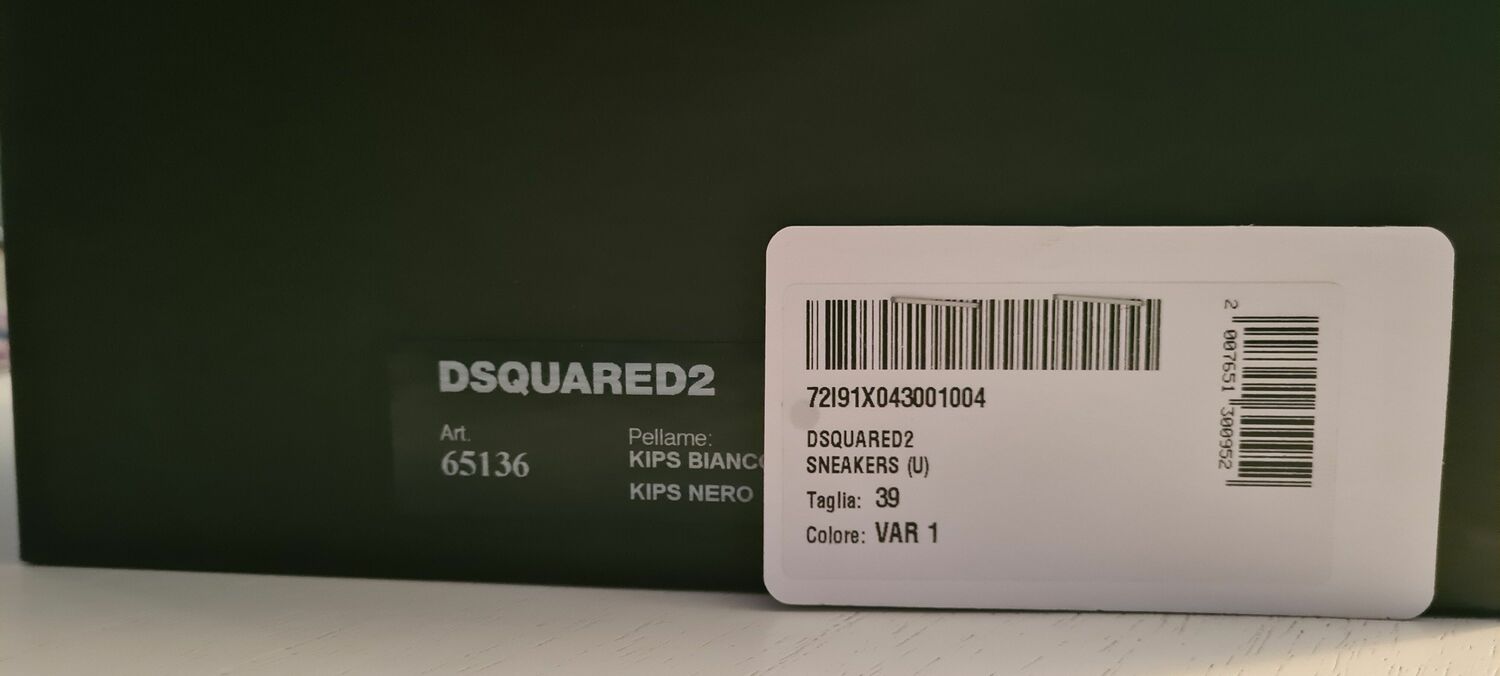 DSQUARED2
Art.
65136
Pellame:
KIPS BIANCO
KIPS NERO
72I91X043001004
DSQUARED2
SNEAKERS (U)
Taglia: 39
Colore: VAR 1
2 007651 300952